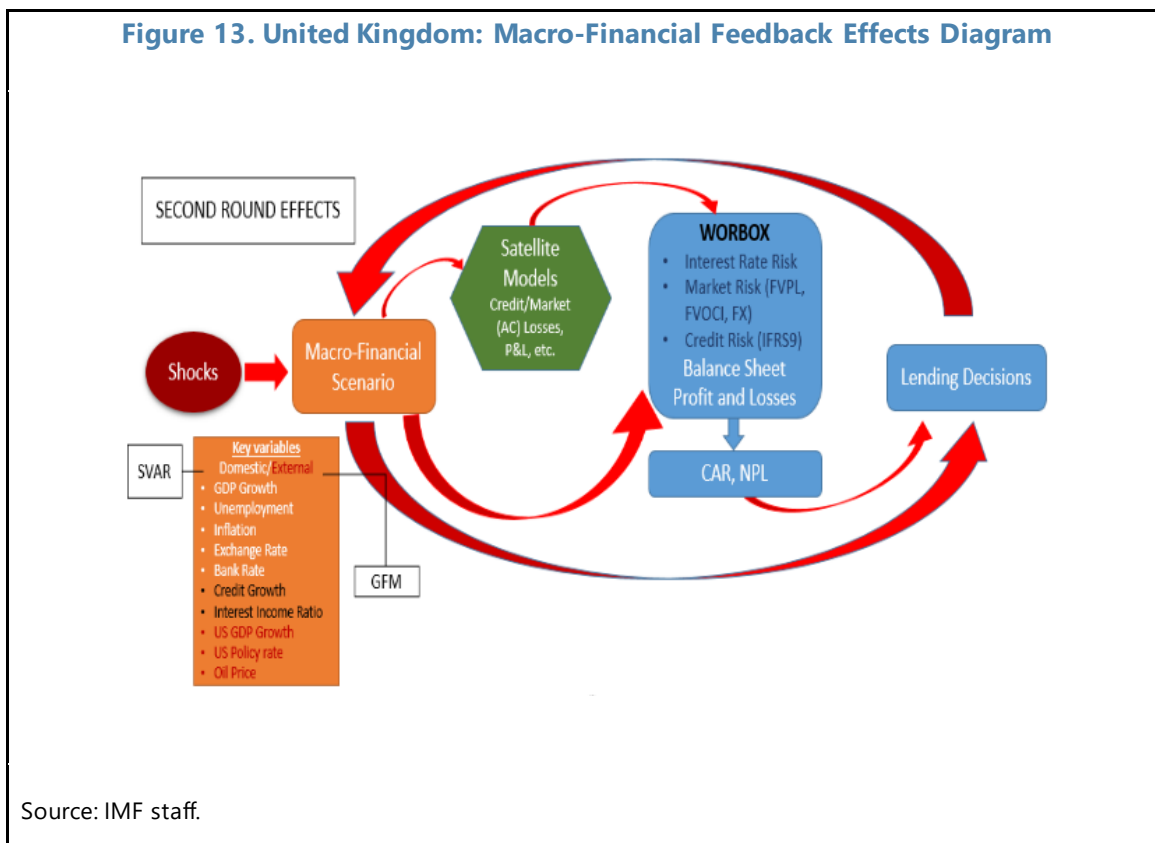 Figure 13. United Kingdom: Macro-Financial Feedback Effects Diagram
SECOND ROUND EFFECTS
Shocks
Macro-Financial
Scenario
Satellite
Models
Credit/Market
(AC) Losses,
P&L, etc.
WORBOX
• Interest Rate Risk
• Market Risk (FVPL,
FVOCI, FX)
• Credit Risk (IFRS9)
Balance Sheet
Profit and Losses
CAR, NPL
Lending Decisions
SVAR
Key variables
Domestic/External
• GDP Growth
• Unemployment
• Inflation
• Exchange Rate
• Bank Rate
• Credit Growth
• Interest Income Ratio
• US GDP Growth
• US Policy rate
• Oil Price
GFM
Source: IMF staff.